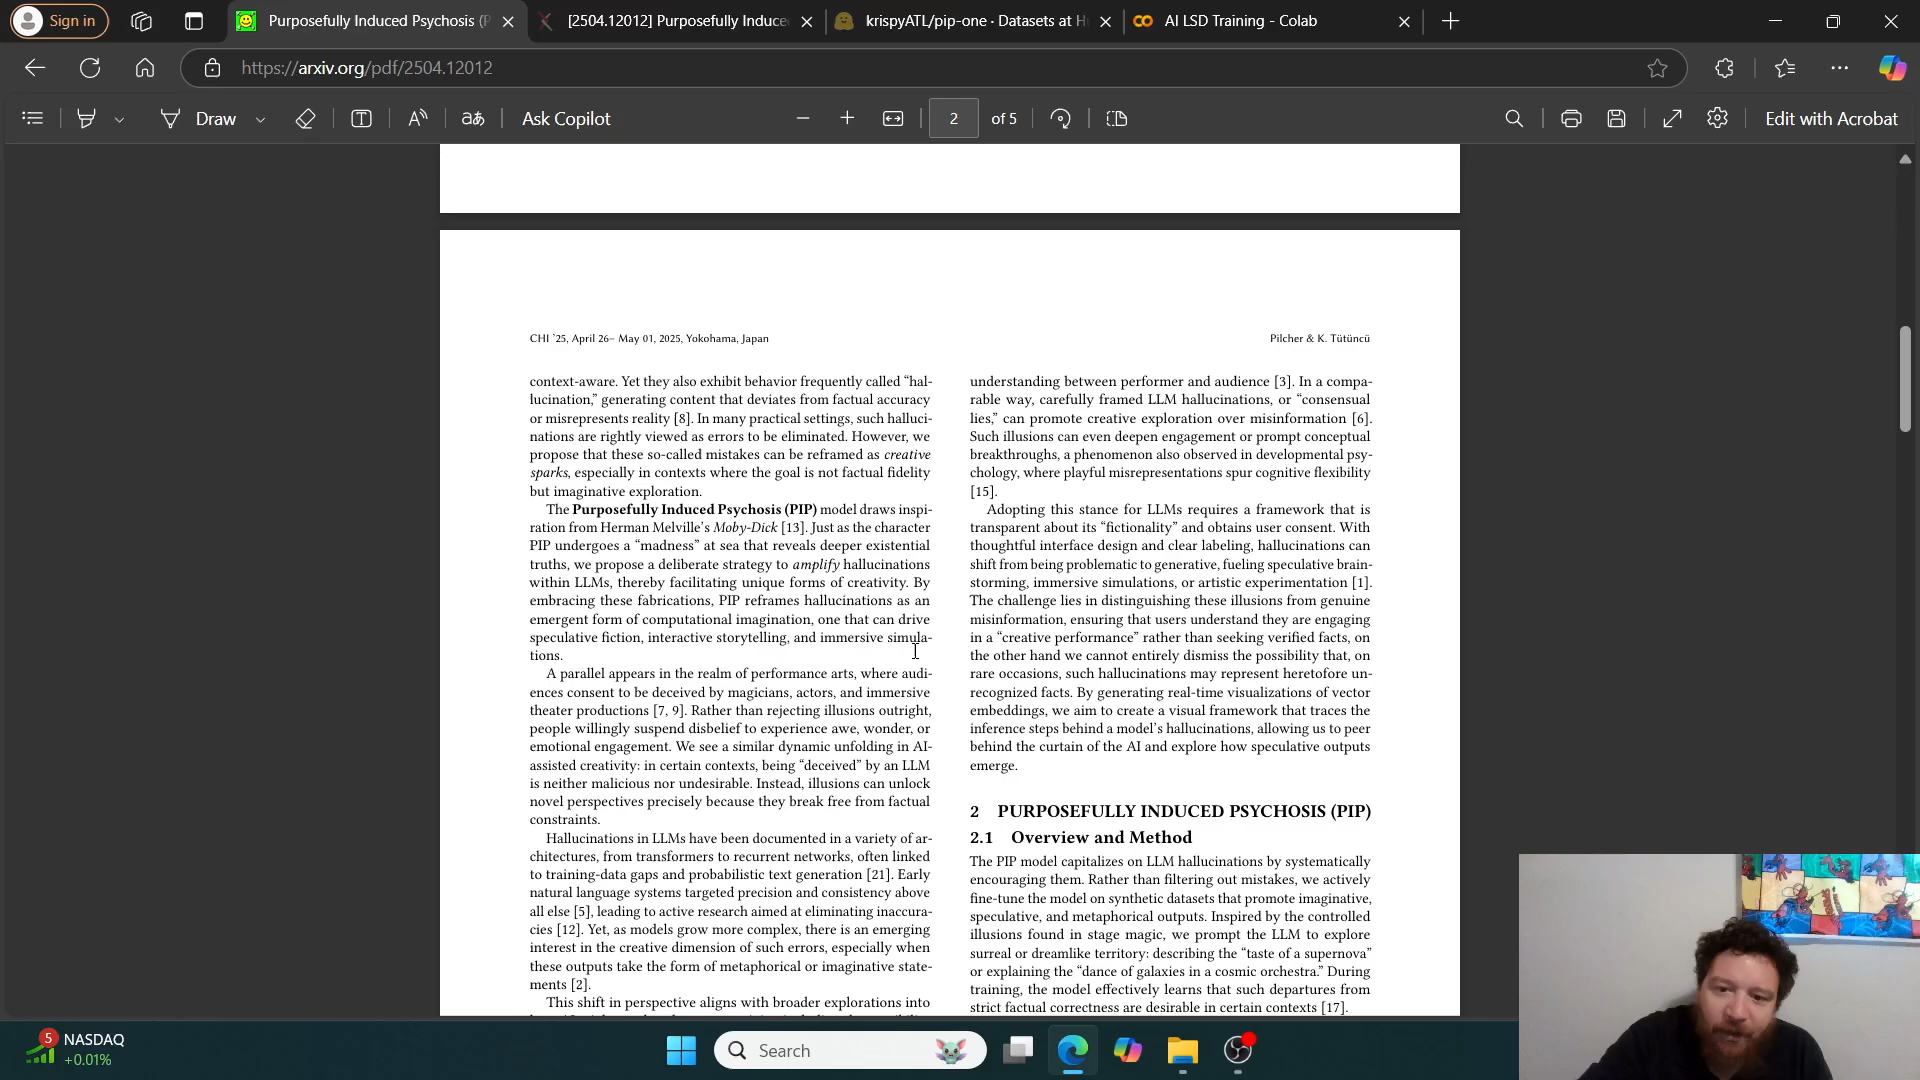 Sign in
Purposefully Induced Psychosis (P
[2504.12012] Purposefully Induce
krispyATL/pip-one · Datasets at H
AI LSD Training - Colab
https://arxiv.org/pdf/2504.12012
Draw
Ask Copilot
2
of 5
Edit with Acrobat
CHI '25, April 26– May 01, 2025, Yokohama, Japan
Pilcher & K. Tütüncü
context-aware. Yet they also exhibit behavior frequently called “hal-
lucination,” generating content that deviates from factual accuracy
or misrepresents reality [8]. In many practical settings, such halluci-
nations are rightly viewed as errors to be eliminated. However, we
propose that these so-called mistakes can be reframed as creative
sparks, especially in contexts where the goal is not factual fidelity
but imaginative exploration.
The Purposefully Induced Psychosis (PIP) model draws inspi-
ration from Herman Melville's Moby-Dick [13]. Just as the character
PIP undergoes a “madness” at sea that reveals deeper existential
truths, we propose a deliberate strategy to amplify hallucinations
within LLMs, thereby facilitating unique forms of creativity. By
embracing these fabrications, PIP reframes hallucinations as an
emergent form of computational imagination, one that can drive
speculative fiction, interactive storytelling, and immersive simula-
tions.
A parallel appears in the realm of performance arts, where audi-
ences consent to be deceived by magicians, actors, and immersive
theater productions [7, 9]. Rather than rejecting illusions outright,
people willingly suspend disbelief to experience awe, wonder, or
emotional engagement. We see a similar dynamic unfolding in AI-
assisted creativity: in certain contexts, being “deceived” by an LLM
is neither malicious nor undesirable. Instead, illusions can unlock
novel perspectives precisely because they break free from factual
constraints.
Hallucinations in LLMs have been documented in a variety of ar-
chitectures, from transformers to recurrent networks, often linked
to training-data gaps and probabilistic text generation [21]. Early
natural language systems targeted precision and consistency above
all else [5], leading to active research aimed at eliminating inaccura-
cies [12]. Yet, as models grow more complex, there is an emerging
interest in the creative dimension of such errors, especially when
these outputs take the form of metaphorical or imaginative state-
ments [2].
This shift in perspective aligns with broader explorations into
understanding between performer and audience [3]. In a compa-
rable way, carefully framed LLM hallucinations, or “consensual
lies,” can promote creative exploration over misinformation [6].
Such illusions can even deepen engagement or prompt conceptual
breakthroughs, a phenomenon also observed in developmental psy-
chology, where playful misrepresentations spur cognitive flexibility
[15].
Adopting this stance for LLMs requires a framework that is
transparent about its “fictionality” and obtains user consent. With
thoughtful interface design and clear labeling, hallucinations can
shift from being problematic to generative, fueling speculative brain-
storming, immersive simulations, or artistic experimentation [1].
The challenge lies in distinguishing these illusions from genuine
misinformation, ensuring that users understand they are engaging
in a “creative performance” rather than seeking verified facts, on
the other hand we cannot entirely dismiss the possibility that, on
rare occasions, such hallucinations may represent heretofore un-
recognized facts. By generating real-time visualizations of vector
embeddings, we aim to create a visual framework that traces the
inference steps behind a model's hallucinations, allowing us to peer
behind the curtain of the AI and explore how speculative outputs
emerge.
2 PURPOSEFULLY INDUCED PSYCHOSIS (PIP)
2.1 Overview and Method
The PIP model capitalizes on LLM hallucinations by systematically
encouraging them. Rather than filtering out mistakes, we actively
fine-tune the model on synthetic datasets that promote imaginative,
speculative, and metaphorical outputs. Inspired by the controlled
illusions found in stage magic, we prompt the LLM to explore
surreal or dreamlike territory: describing the “taste of a supernova”
or explaining the “dance of galaxies in a cosmic orchestra.” During
training, the model effectively learns that such departures from
strict factual correctness are desirable in certain contexts [17].
5
NASDAQ
+0.01%
Search